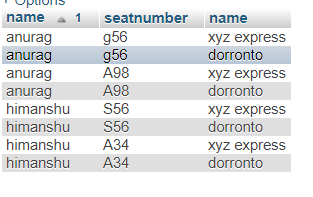 + Options
name 1 seatnumber name
anurag g56 xyz express
anurag g56 dorronto
anurag A98 xyz express
anurag A98 dorronto
himanshu S56 xyz express
himanshu S56 dorronto
himanshu A34 xyz express
himanshu A34 dorronto